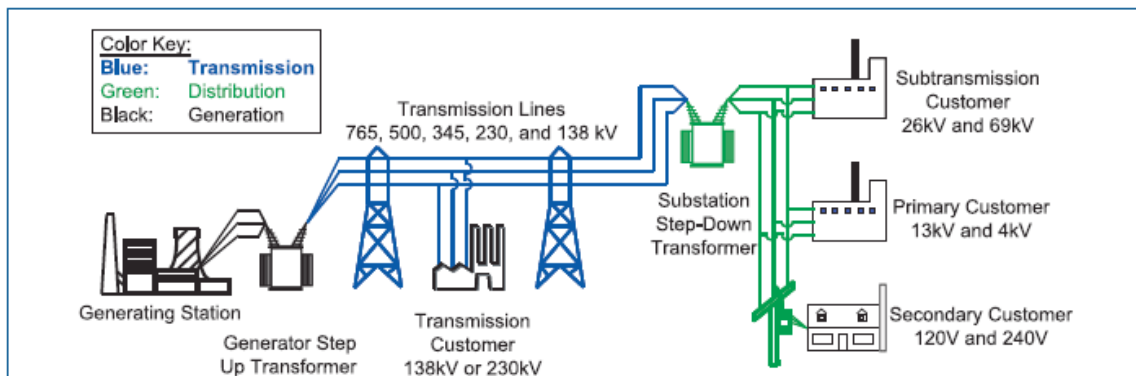 Color Key:
Blue: Transmission
Green: Distribution
Black: Generation
Transmission Lines
765, 500, 345, 230, and 138 kV
Subtransmission
Customer
26kV and 69kV
Substation
Step-Down
Transformer
Primary Customer
13kV and 4kV
Generating Station
Generator Step
Up Transformer
Transmission
Customer
138kV or 230kV
Secondary Customer
120V and 240V